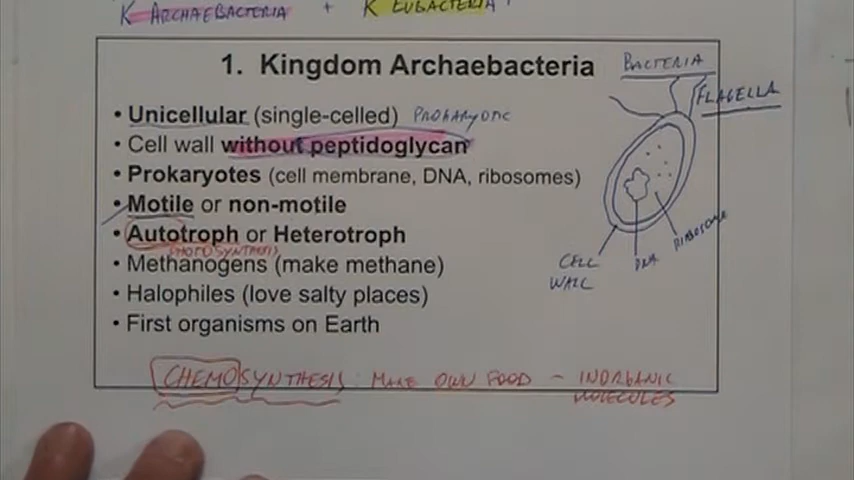 K ARCHAEBACTERIA + K EUBACTERIA
1. Kingdom Archaebacteria
BACTERIA
FLAGELLA
• Unicellular (single-celled) PROKARYOTIC
• Cell wall without peptidoglycan
• Prokaryotes (cell membrane, DNA, ribosomes)
• Motile or non-motile
• Autotroph or Heterotroph
PHOTOSYNTHESIS
• Methanogens (make methane)
• Halophiles (love salty places)
• First organisms on Earth
CELL WALL
DNA
RIBOSOME
CHEMOSYNTHESIS: MAKE OWN FOOD - INORGANIC
MOLECULES